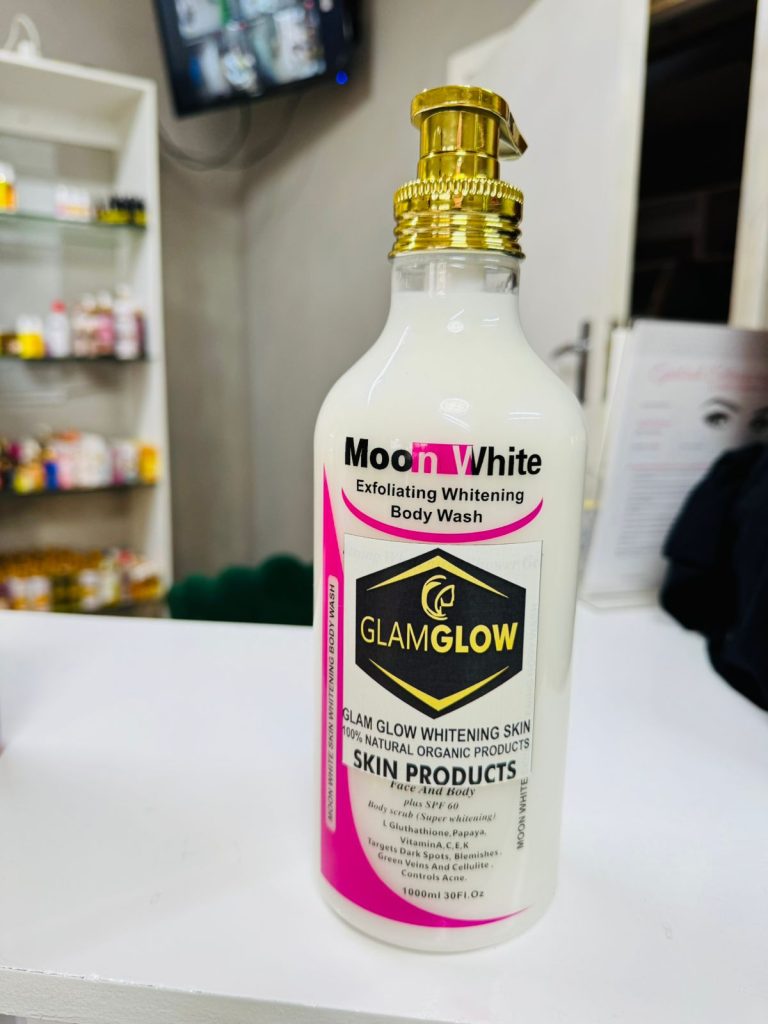 Moon White
Exfoliating Whitening
Body Wash
GLAMGLOW
GLAM GLOW WHITENING SKIN
100% NATURAL ORGANIC PRODUCTS
SKIN PRODUCTS
Face And Body
plus SPF 60
Body scrub (Super whitening)
L Gluthathione,Papaya,
VitaminA,C,E,K
Targets Dark Spots, Blemishes,
Green Veins And Cellulite,
Controls Acne.
1000ml 30Fl.Oz
MOON WHITE SKIN WHITENING BODY WASH
MOON WHITE